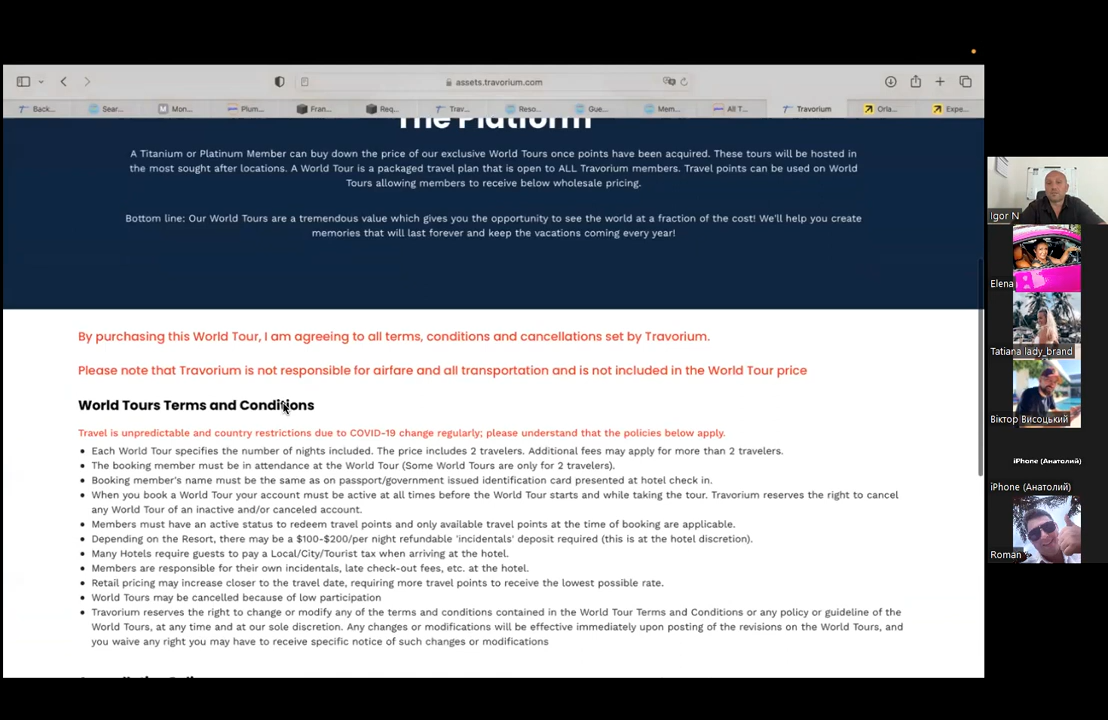 assets.travorium.com
Back...
Sear...
Mon...
Plum...
Fran...
Req...
Trav...
Reso...
Gue...
Mem...
All T...
Travorium
Orla...
Expe...
The Platform
A Titanium or Platinum Member can buy down the price of our exclusive World Tours once points have been acquired. These tours will be hosted in
the most sought after locations. A World Tour is a packaged travel plan that is open to ALL Travorium members. Travel points can be used on World
Tours allowing members to receive below wholesale pricing.
Bottom line: Our World Tours are a tremendous value which gives you the opportunity to see the world at a fraction of the cost! We'll help you create
memories that will last forever and keep the vacations coming every year!
By purchasing this World Tour, I am agreeing to all terms, conditions and cancellations set by Travorium.
Please note that Travorium is not responsible for airfare and all transportation and is not included in the World Tour price
World Tours Terms and Conditions
Travel is unpredictable and country restrictions due to COVID-19 change regularly; please understand that the policies below apply.
• Each World Tour specifies the number of nights included. The price includes 2 travelers. Additional fees may apply for more than 2 travelers.
• The booking member must be in attendance at the World Tour (Some World Tours are only for 2 travelers).
• Booking member's name must be the same as on passport/government issued identification card presented at hotel check in.
• When you book a World Tour your account must be active at all times before the World Tour starts and while taking the tour. Travorium reserves the right to cancel
any World Tour of an inactive and/or canceled account.
• Members must have an active status to redeem travel points and only available travel points at the time of booking are applicable.
• Depending on the Resort, there may be a $100-$200/per night refundable 'incidentals' deposit required (this is at the hotel discretion).
• Many Hotels require guests to pay a Local/City/Tourist tax when arriving at the hotel.
• Members are responsible for their own incidentals, late check-out fees, etc. at the hotel.
• Retail pricing may increase closer to the travel date, requiring more travel points to receive the lowest possible rate.
• World Tours may be cancelled because of low participation
• Travorium reserves the right to change or modify any of the terms and conditions contained in the World Tour Terms and Conditions or any policy or guideline of the
World Tours, at any time and at our sole discretion. Any changes or modifications will be effective immediately upon posting of the revisions on the World Tours, and
you waive any right you may have to receive specific notice of such changes or modifications
Igor N
Elena
Tatiana lady_brand
Віктор Висоцький
iPhone (Анатолий)
iPhone (Анатолий)
Roman